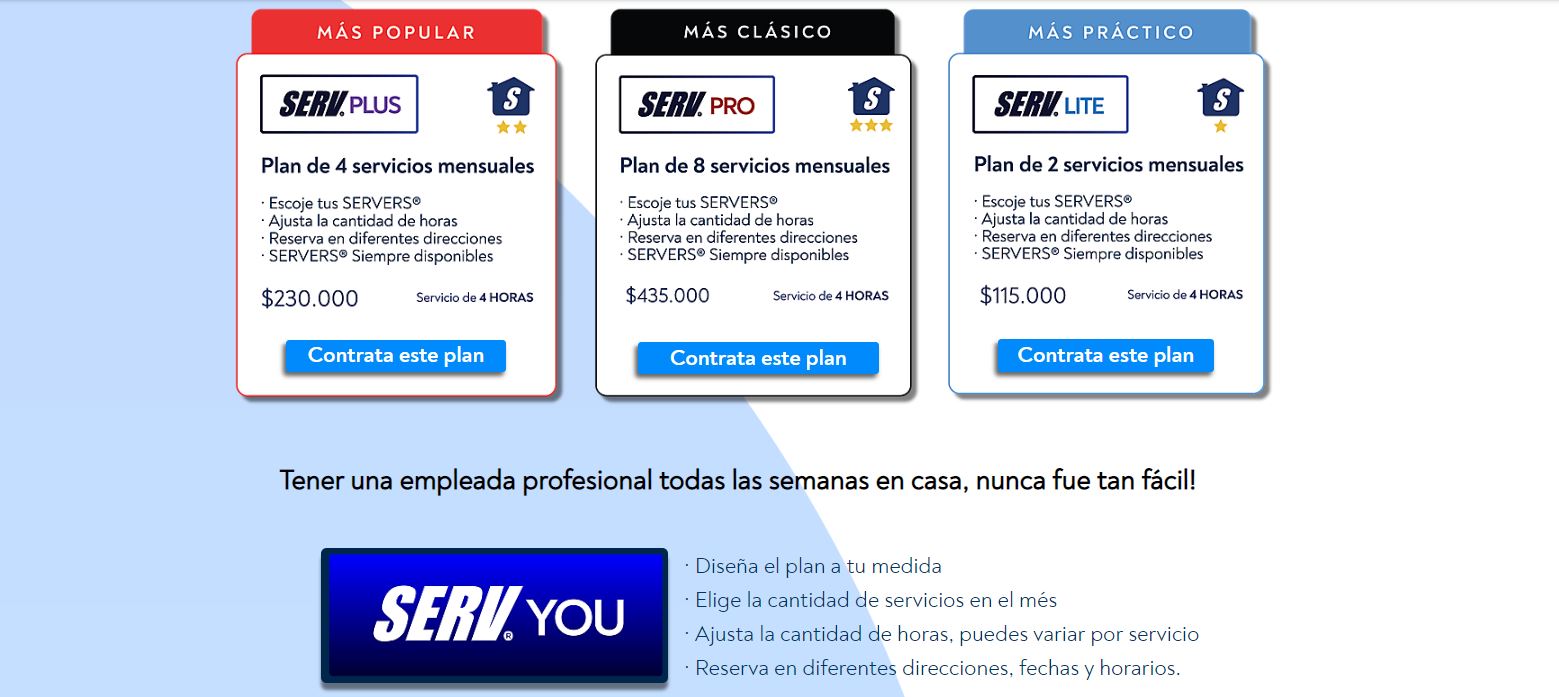 MÁS POPULAR
SERV. PLUS
S
Plan de 4 servicios mensuales
· Escoje tus SERVERS®
· Ajusta la cantidad de horas
· Reserva en diferentes direcciones
· SERVERS® Siempre disponibles
$230.000 Servicio de 4 HORAS
Contrata este plan
MÁS CLÁSICO
SERV. PRO
S
Plan de 8 servicios mensuales
· Escoje tus SERVERS®
· Ajusta la cantidad de horas
· Reserva en diferentes direcciones
· SERVERS® Siempre disponibles
$435.000 Servicio de 4 HORAS
Contrata este plan
MÁS PRÁCTICO
SERV. LITE
S
Plan de 2 servicios mensuales
· Escoje tus SERVERS®
· Ajusta la cantidad de horas
· Reserva en diferentes direcciones
· SERVERS® Siempre disponibles
$115.000 Servicio de 4 HORAS
Contrata este plan
Tener una empleada profesional todas las semanas en casa, nunca fue tan fácil!
SERV® YOU
· Diseña el plan a tu medida
· Elige la cantidad de servicios en el més
· Ajusta la cantidad de horas, puedes variar por servicio
· Reserva en diferentes direcciones, fechas y horarios.